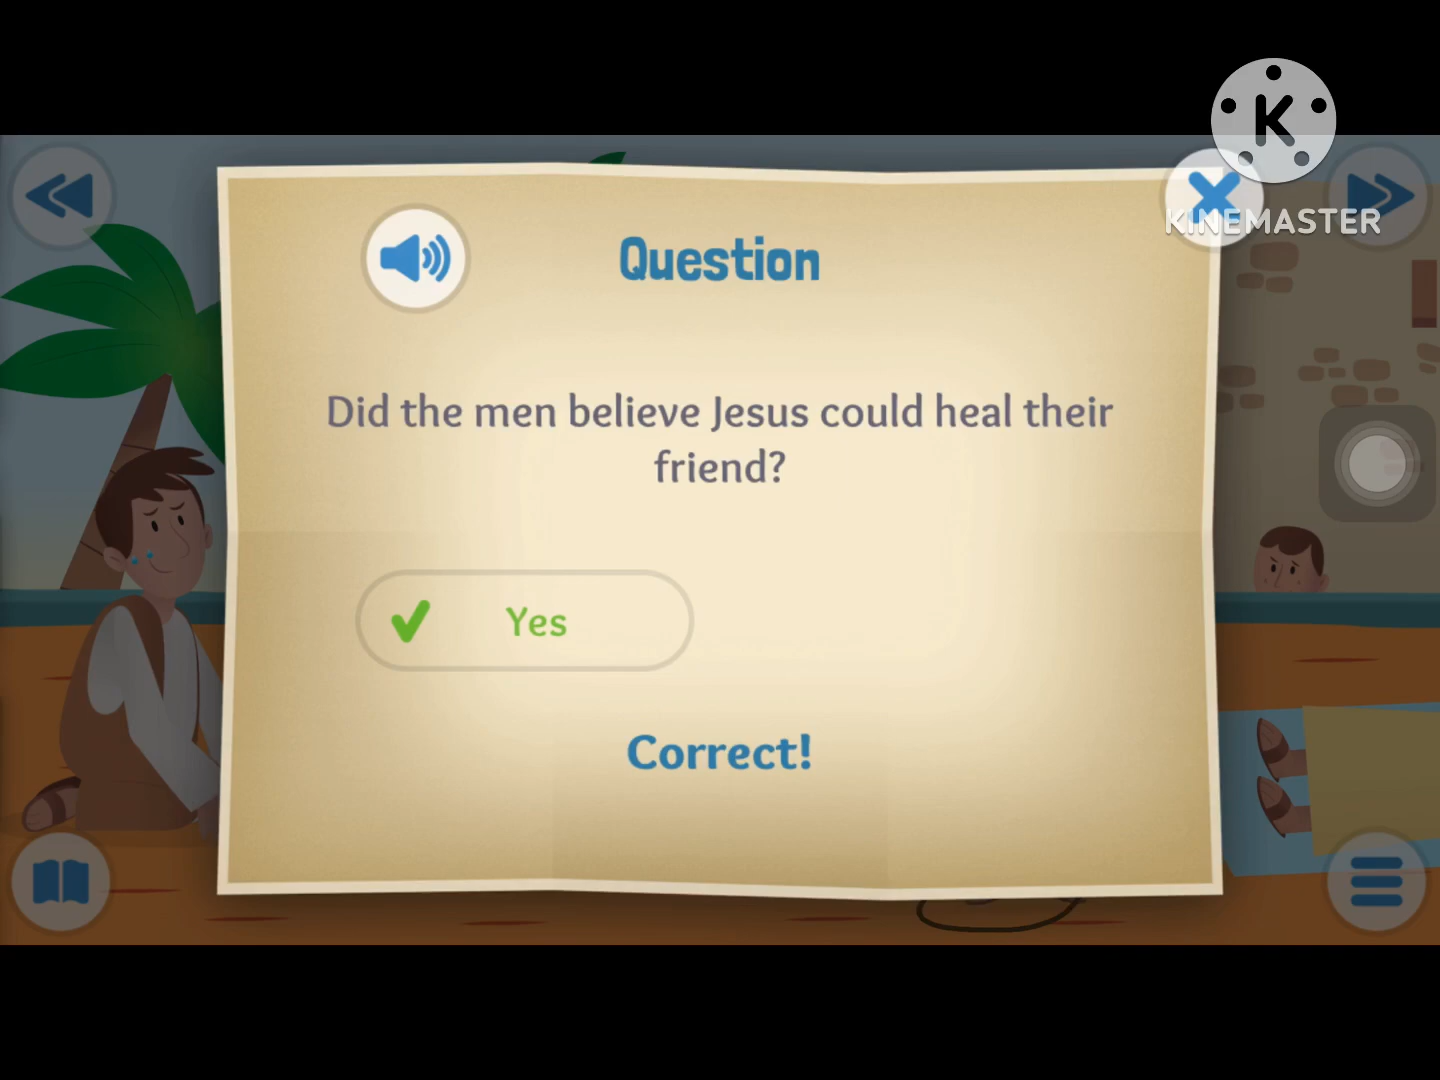 K
KINEMASTER
Question
Did the men believe Jesus could heal their
friend?
Yes
Correct!